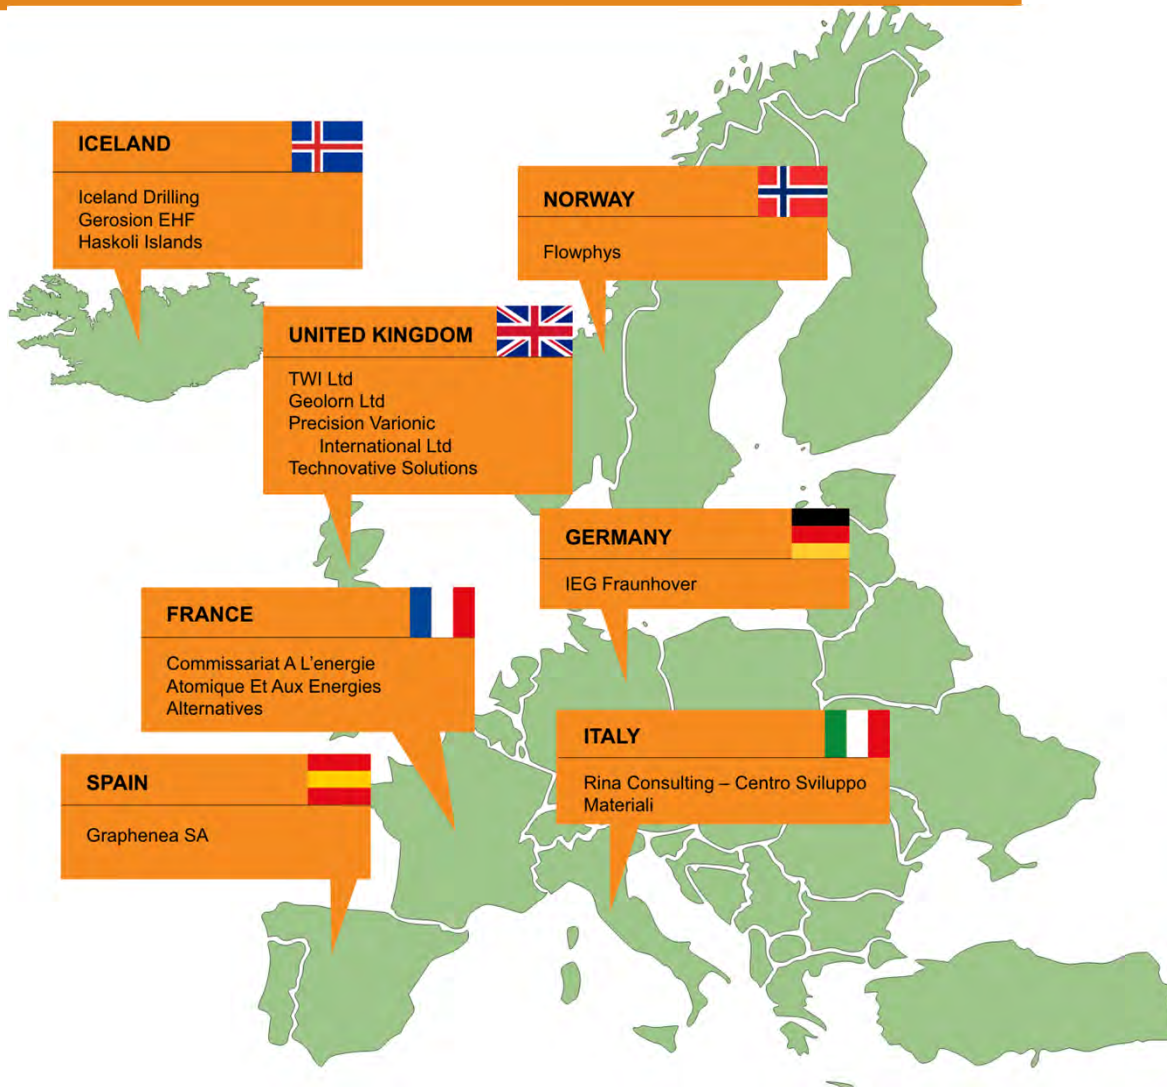 ICELAND
Iceland Drilling
Gerosion EHF
Haskoli Islands
NORWAY
Flowphys
UNITED KINGDOM
TWI Ltd
Geolorn Ltd
Precision Varionic
International Ltd
Technovative Solutions
GERMANY
IEG Fraunhover
FRANCE
Commissariat A L'energie
Atomique Et Aux Energies
Alternatives
ITALY
Rina Consulting – Centro Sviluppo
Materiali
SPAIN
Graphenea SA